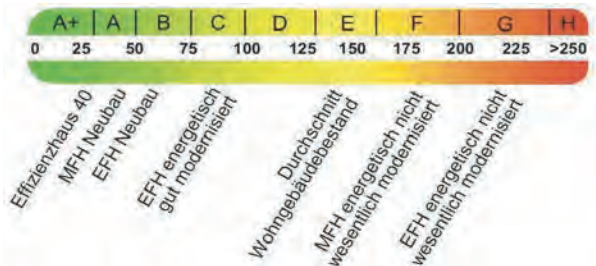 A+ A B C D E F G H
0 25 50 75 100 125 150 175 200 225 >250
Effizienzhaus 40
MFH Neubau
EFH Neubau
EFH energetisch
gut modernisiert
Durchschnitt
Wohngebäudebestand
MFH energetisch nicht
wesentlich modernisiert
EFH energetisch nicht
wesentlich modernisiert